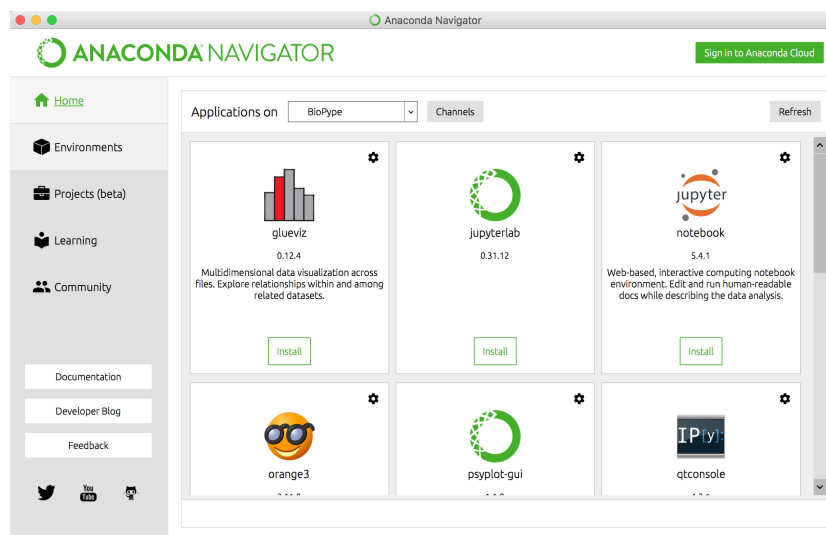 Anaconda Navigator
ANACONDA NAVIGATOR
Sign in to Anaconda Cloud
Home
Environments
Projects (beta)
Learning
Community
Documentation
Developer Blog
Feedback
You
Tube
Applications on
BioPype
Channels
Refresh
glueviz
0.12.4
Multidimensional data visualization across
files. Explore relationships within and among
related datasets.
Install
jupyterlab
0.31.12
Install
jupyter
notebook
5.4.1
Web-based, interactive computing notebook
environment. Edit and run human-readable
docs while describing the data analysis.
Install
orange3
psyplot-gui
IP[y]:
qtconsole